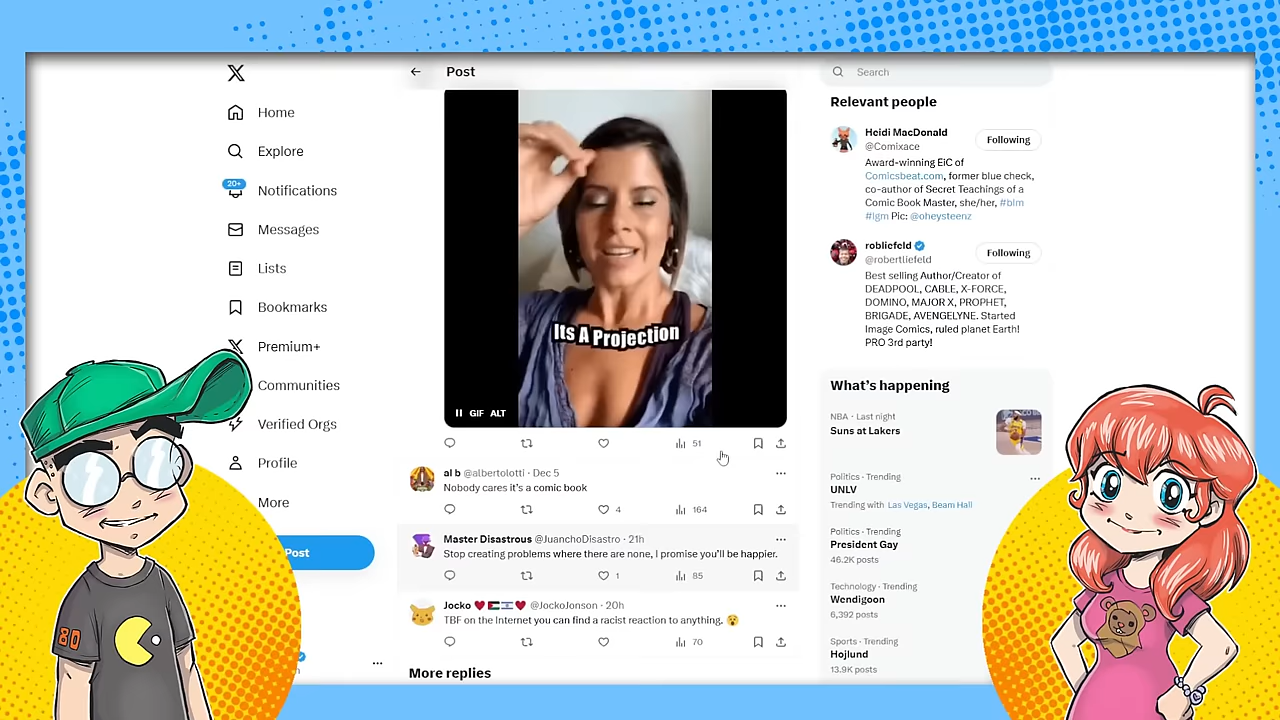 Home
Explore
20+
Notifications
Messages
Lists
Bookmarks
Premium+
Communities
Verified Orgs
Profile
More
Post
80
Post
Its A Projection
GIF ALT
51
al b @albertolotti · Dec 5
Nobody cares it's a comic book
4 164
Master Disastrous @JuanchoDisastro · 21h
Stop creating problems where there are none, I promise you'll be happier.
1 85
Jocko @JockoJonson · 20h
TBF on the Internet you can find a racist reaction to anything.
70
More replies
Search
Relevant people
Heidi MacDonald
@Comixace
Following
Award-winning EiC of
Comicsbeat.com, former blue check,
co-author of Secret Teachings of a
Comic Book Master, she/her, #blm
#lgm Pic: @oheysteenz
robliefeld
@robertliefeld
Following
Best selling Author/Creator of
DEADPOOL, CABLE, X-FORCE,
DOMINO, MAJOR X, PROPHET,
BRIGADE, AVENGELYNE. Started
Image Comics, ruled planet Earth!
PRO 3rd party!
What's happening
NBA · Last night
Suns at Lakers
Politics · Trending
UNLV
Trending with Las Vegas, Beam Hall
Politics · Trending
President Gay
46.2K posts
Technology · Trending
Wendigoon
6,392 posts
Sports · Trending
Hojlund
13.9K posts